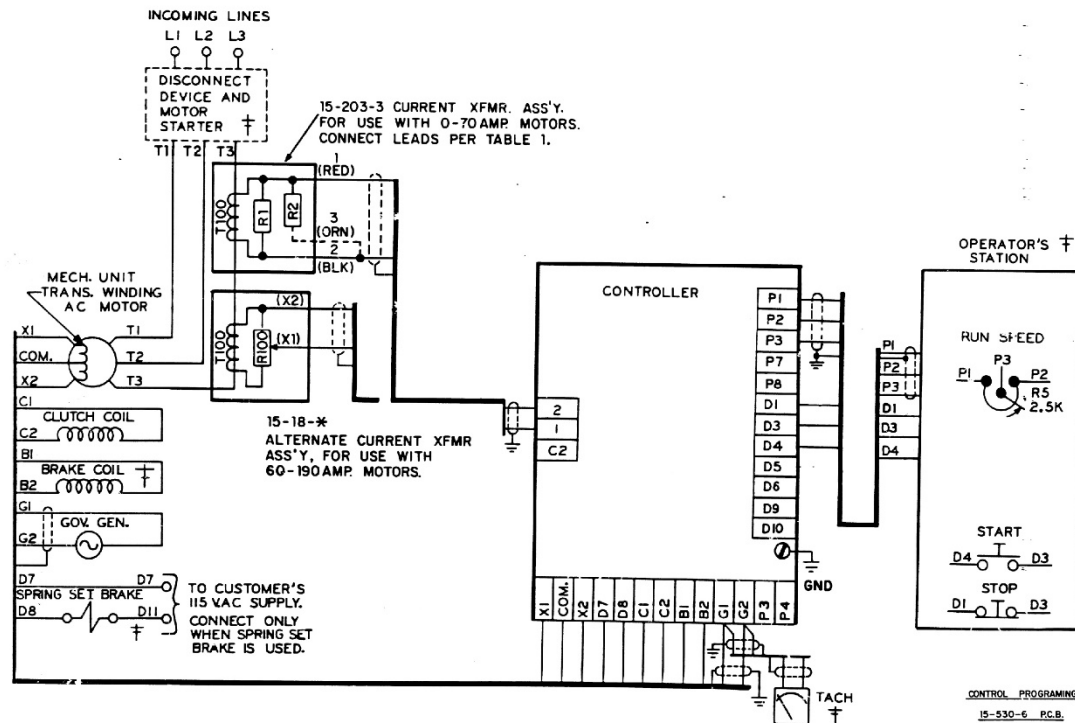 INCOMING LINES
L1 L2 L3
DISCONNECT
DEVICE AND
MOTOR
STARTER ‡
T1 T2 T3
15-203-3 CURRENT XFMR. ASS'Y.
FOR USE WITH 0-70 AMP. MOTORS.
CONNECT LEADS PER TABLE 1.
1
(RED)
T100
R1
R2
3
(ORN)
2
(BLK)
MECH. UNIT
TRANS. WINDING
AC MOTOR
X1
COM.
X2
T1
T2
T3
T100
R100
(X2)
(X1)
15-18-*
ALTERNATE CURRENT XFMR
ASS'Y, FOR USE WITH
60-190 AMP. MOTORS.
C1
CLUTCH COIL
C2
B1
BRAKE COIL ‡
B2
G1
GOV. GEN.
G2
D7 D7
SPRING SET BRAKE
D8 D11
‡
TO CUSTOMER'S
115 VAC SUPPLY.
CONNECT ONLY
WHEN SPRING SET
BRAKE IS USED.
CONTROLLER
2
1
C2
P1
P2
P3
P7
P8
D1
D3
D4
D5
D6
D9
D10
GND
X1 COM. X2 D7 D8 C1 C2 B1 B2 G1 G2 P3 P4
TACH
‡
OPERATOR'S ‡
STATION
P1
P2
P3
D1
D3
D4
RUN SPEED
P3
P1 P2
R5
2.5K
START
D4 D3
STOP
D1 D3
CONTROL PROGRAMING
15-530-6 P.C.B.